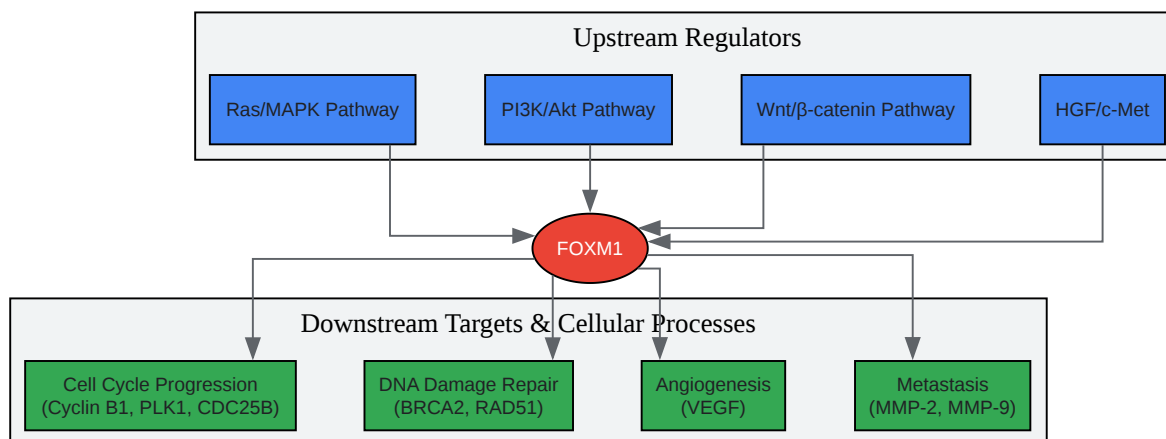 Upstream Regulators
Ras/MAPK Pathway
PI3K/Akt Pathway
Wnt/β-catenin Pathway
HGF/c-Met
FOXM1
Downstream Targets & Cellular Processes
Cell Cycle Progression
(Cyclin B1, PLK1, CDC25B)
DNA Damage Repair
(BRCA2, RAD51)
Angiogenesis
(VEGF)
Metastasis
(MMP-2, MMP-9)